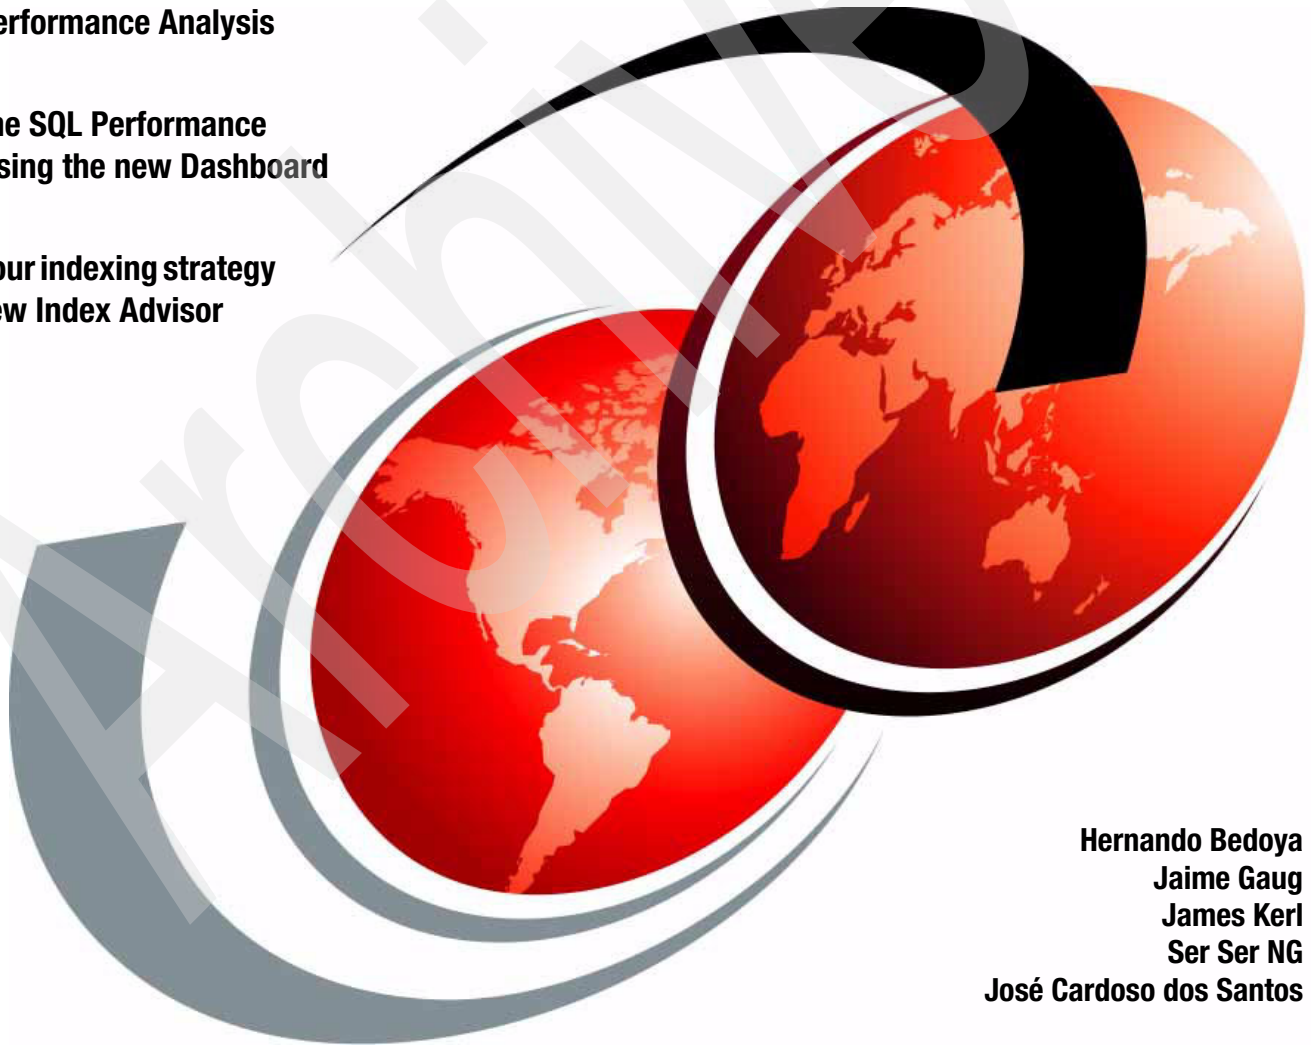 erformance Analysis
ne SQL Performance
sing the new Dashboard
our indexing strategy
ew Index Advisor
Hernando Bedoya
Jaime Gaug
James Kerl
Ser Ser NG
José Cardoso dos Santos